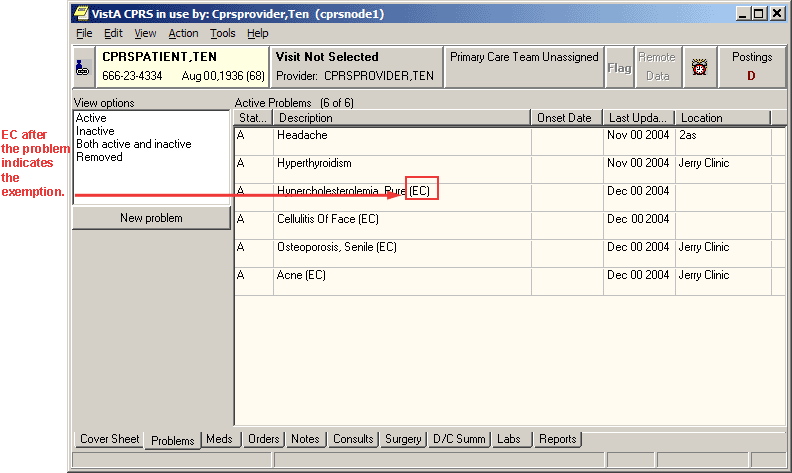 VistA CPRS in use by: Cprsprovider,Ten (cprsnode1)
File Edit View Action Tools Help
CPRSPATIENT,TEN
666-23-4334 Aug 00,1936 (68)
Visit Not Selected
Provider: CPRSPROVIDER,TEN
Primary Care Team Unassigned
Flag
Remote
Data
Postings
D
EC after
the problem
indicates
the
exemption.
View options
Active
Inactive
Both active and inactive
Removed
New problem
Active Problems (6 of 6)
Stat... Description Onset Date Last Upda... Location
A Headache Nov 00 2004 2as
A Hyperthyroidism Nov 00 2004 Jerry Clinic
A Hypercholesterolemia, Pure (EC) Dec 00 2004
A Cellulitis Of Face (EC) Dec 00 2004
A Osteoporosis, Senile (EC) Dec 00 2004 Jerry Clinic
A Acne (EC) Dec 00 2004 Jerry Clinic
Cover Sheet Problems Meds Orders Notes Consults Surgery D/C Summ Labs Reports